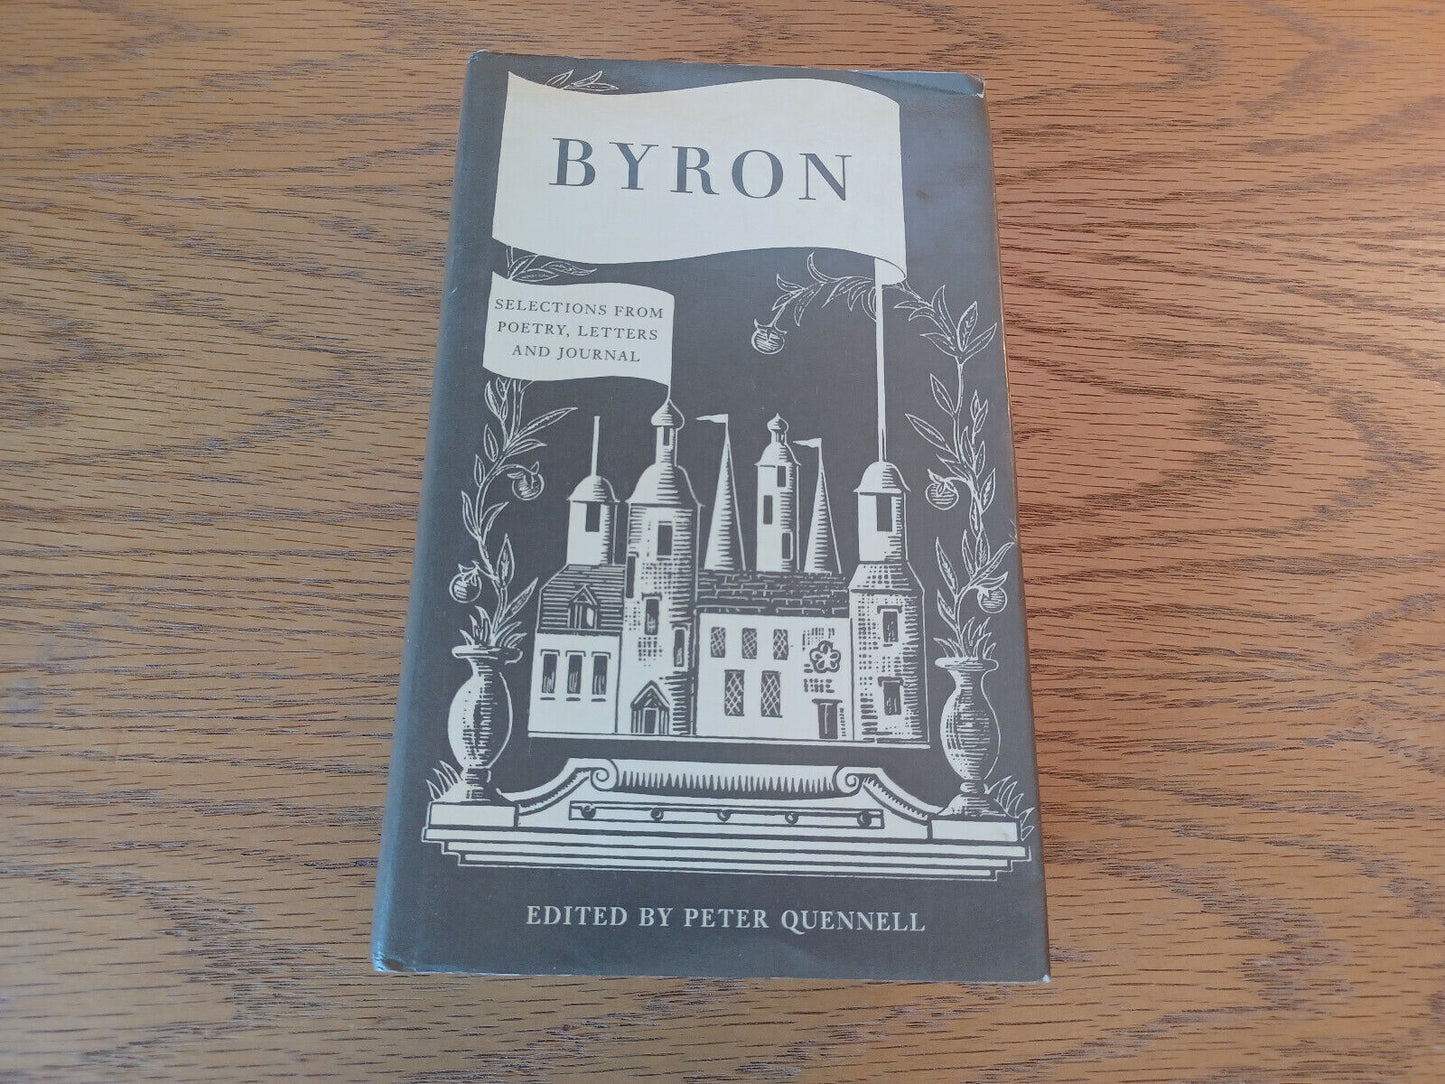 BYRON
SELECTIONS FROM
POETRY, LETTERS
AND JOURNAL
EDITED BY PETER QUENNELL